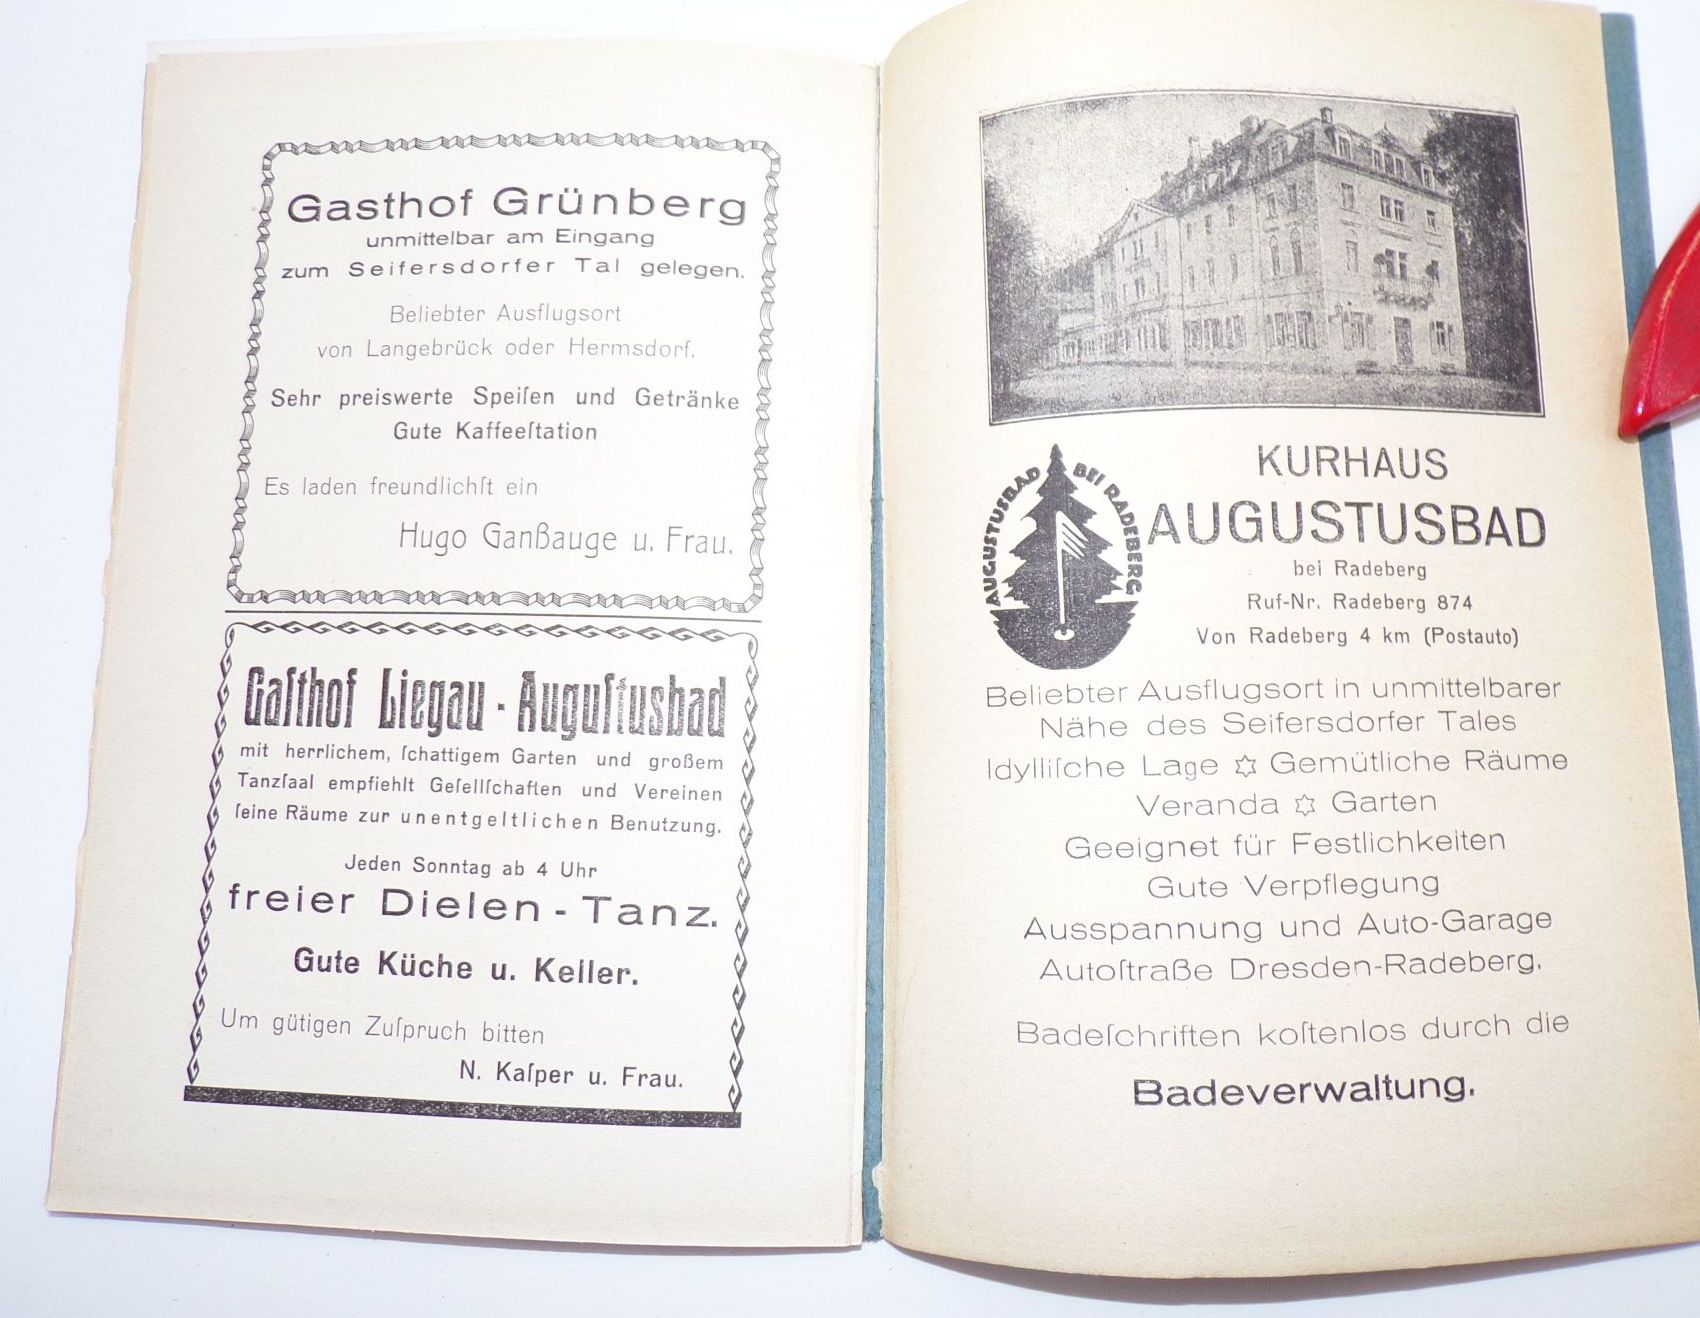 Gasthof Grünberg
unmittelbar am Eingang
zum Seifersdorfer Tal gelegen.
Beliebter Ausflugsort
von Langebrück oder Hermsdorf.
Sehr preiswerte Speiſen und Getränke
Gute Kaffeeſtation
Es laden freundlichſt ein
Hugo Ganßauge u. Frau.
Gaſthof Liegau - Auguſtusbad
mit herrlichem, ſchattigem Garten und großem
Tanzſaal empfiehlt Geſellſchaften und Vereinen
ſeine Räume zur unentgeltlichen Benutzung.
Jeden Sonntag ab 4 Uhr
freier Dielen-Tanz.
Gute Küche u. Keller.
Um gütigen Zuſpruch bitten
N. Kaſper u. Frau.
AUGUSTUSBAD BEI RADEBERG
KURHAUS
AUGUSTUSBAD
bei Radeberg
Ruf-Nr. Radeberg 874
Von Radeberg 4 km (Postauto)
Beliebter Ausflugsort in unmittelbarer
Nähe des Seifersdorfer Tales
Idylliſche Lage ✡ Gemütliche Räume
Veranda ✡ Garten
Geeignet für Festlichkeiten
Gute Verpflegung
Ausspannung und Auto-Garage
Autoſtraße Dresden-Radeberg.
Badeſchriften koſtenlos durch die
Badeverwaltung.